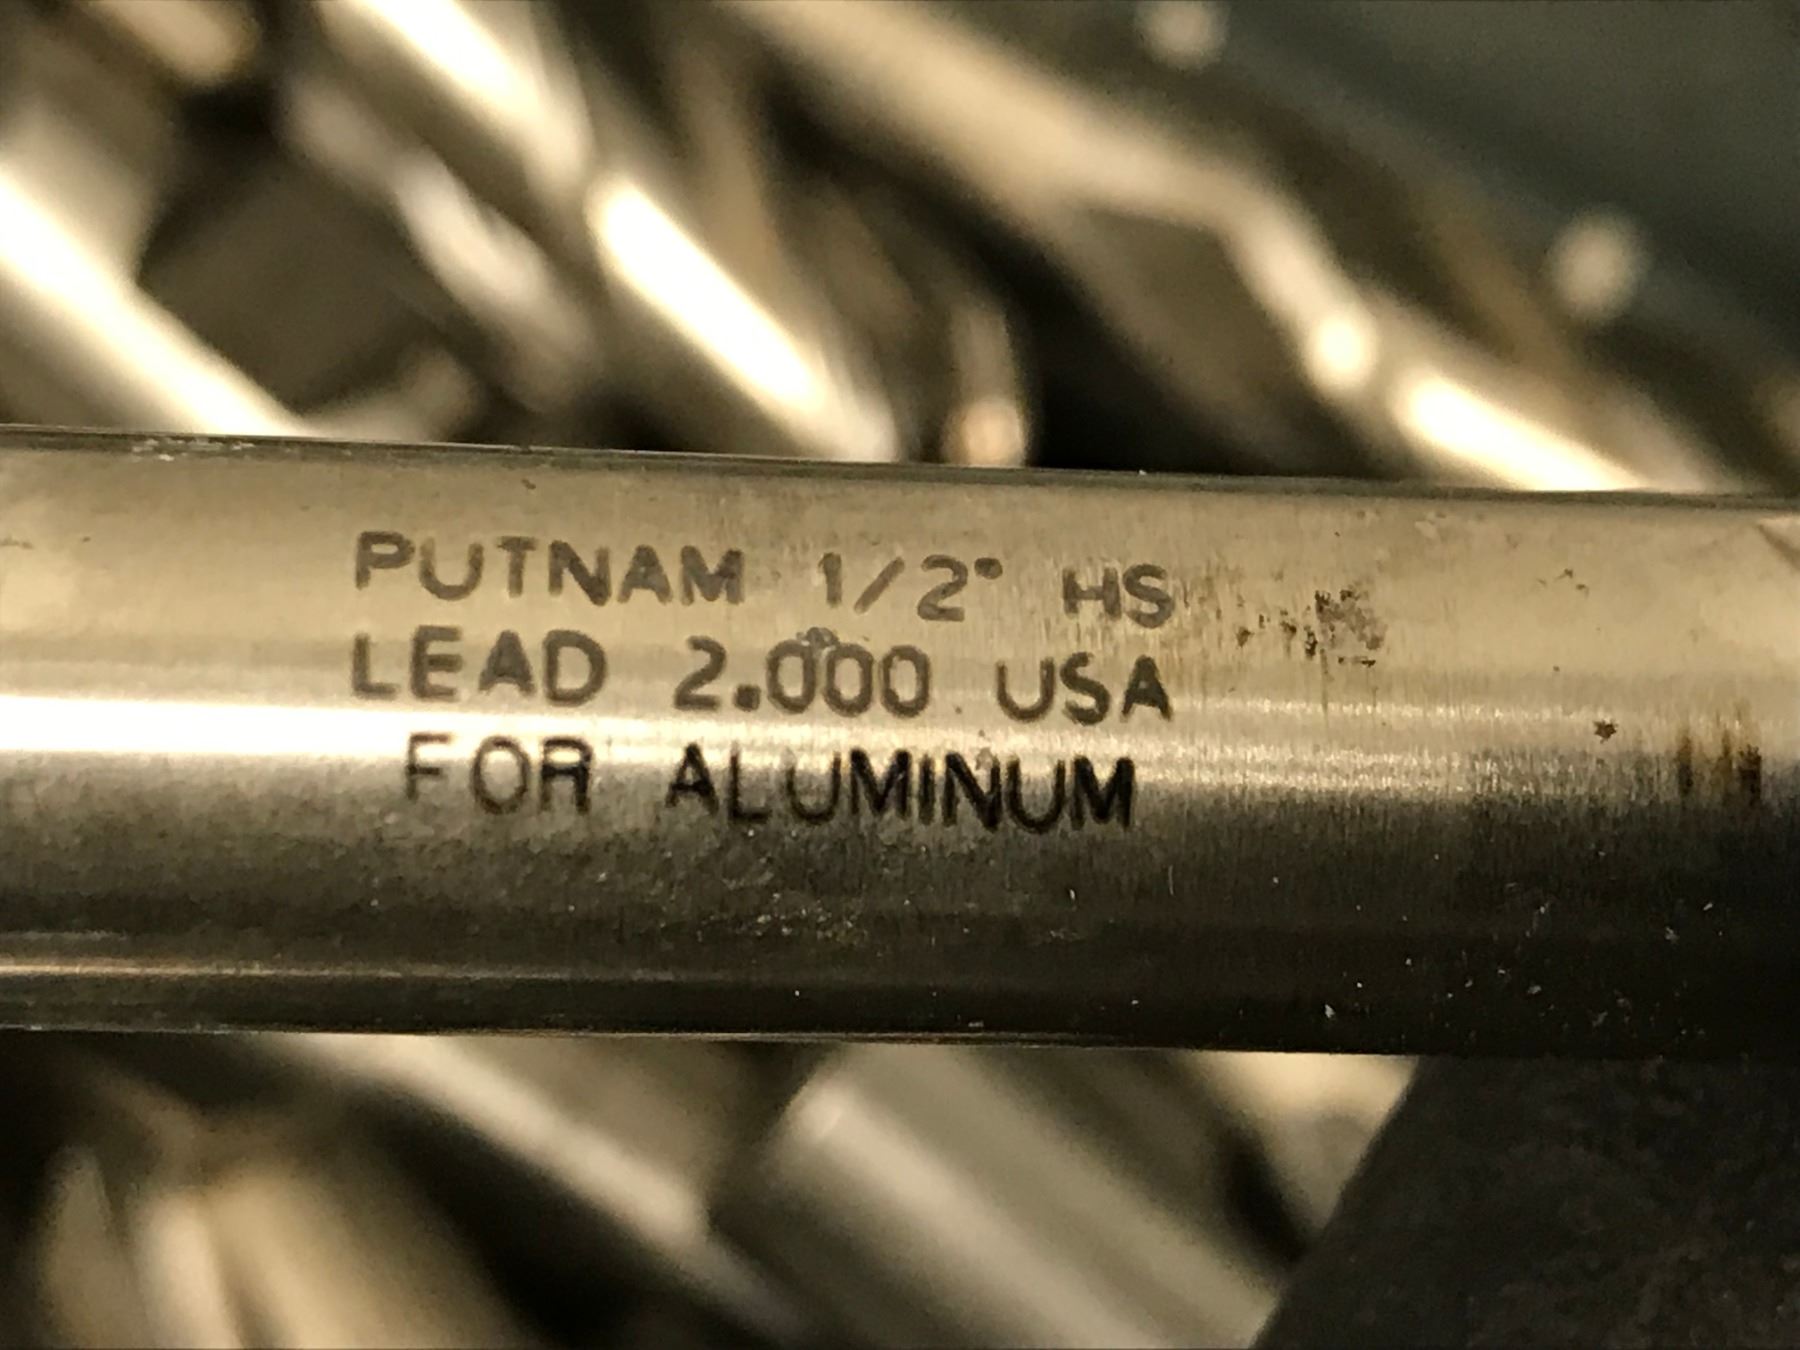 PUTNAM 1/2" HS
LEAD 2.000 USA
FOR ALUMINUM